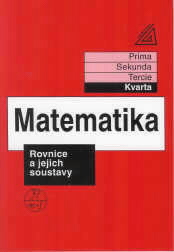 Prima
Sekunda
Tercie
Kvarta
Matematika
Rovnice
a jejich
soustavy